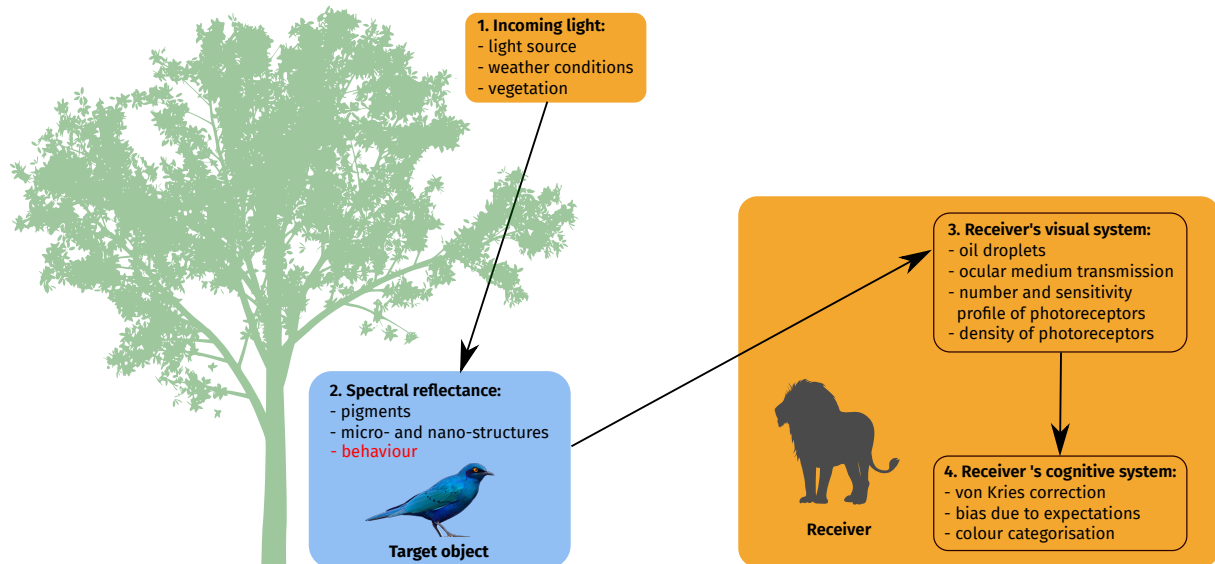 1. Incoming light:
- light source
- weather conditions
- vegetation
2. Spectral reflectance:
- pigments
- micro- and nano-structures
- behaviour
Target object
3. Receiver's visual system:
- oil droplets
- ocular medium transmission
- number and sensitivity
profile of photoreceptors
- density of photoreceptors
Receiver
4. Receiver 's cognitive system:
- von Kries correction
- bias due to expectations
- colour categorisation